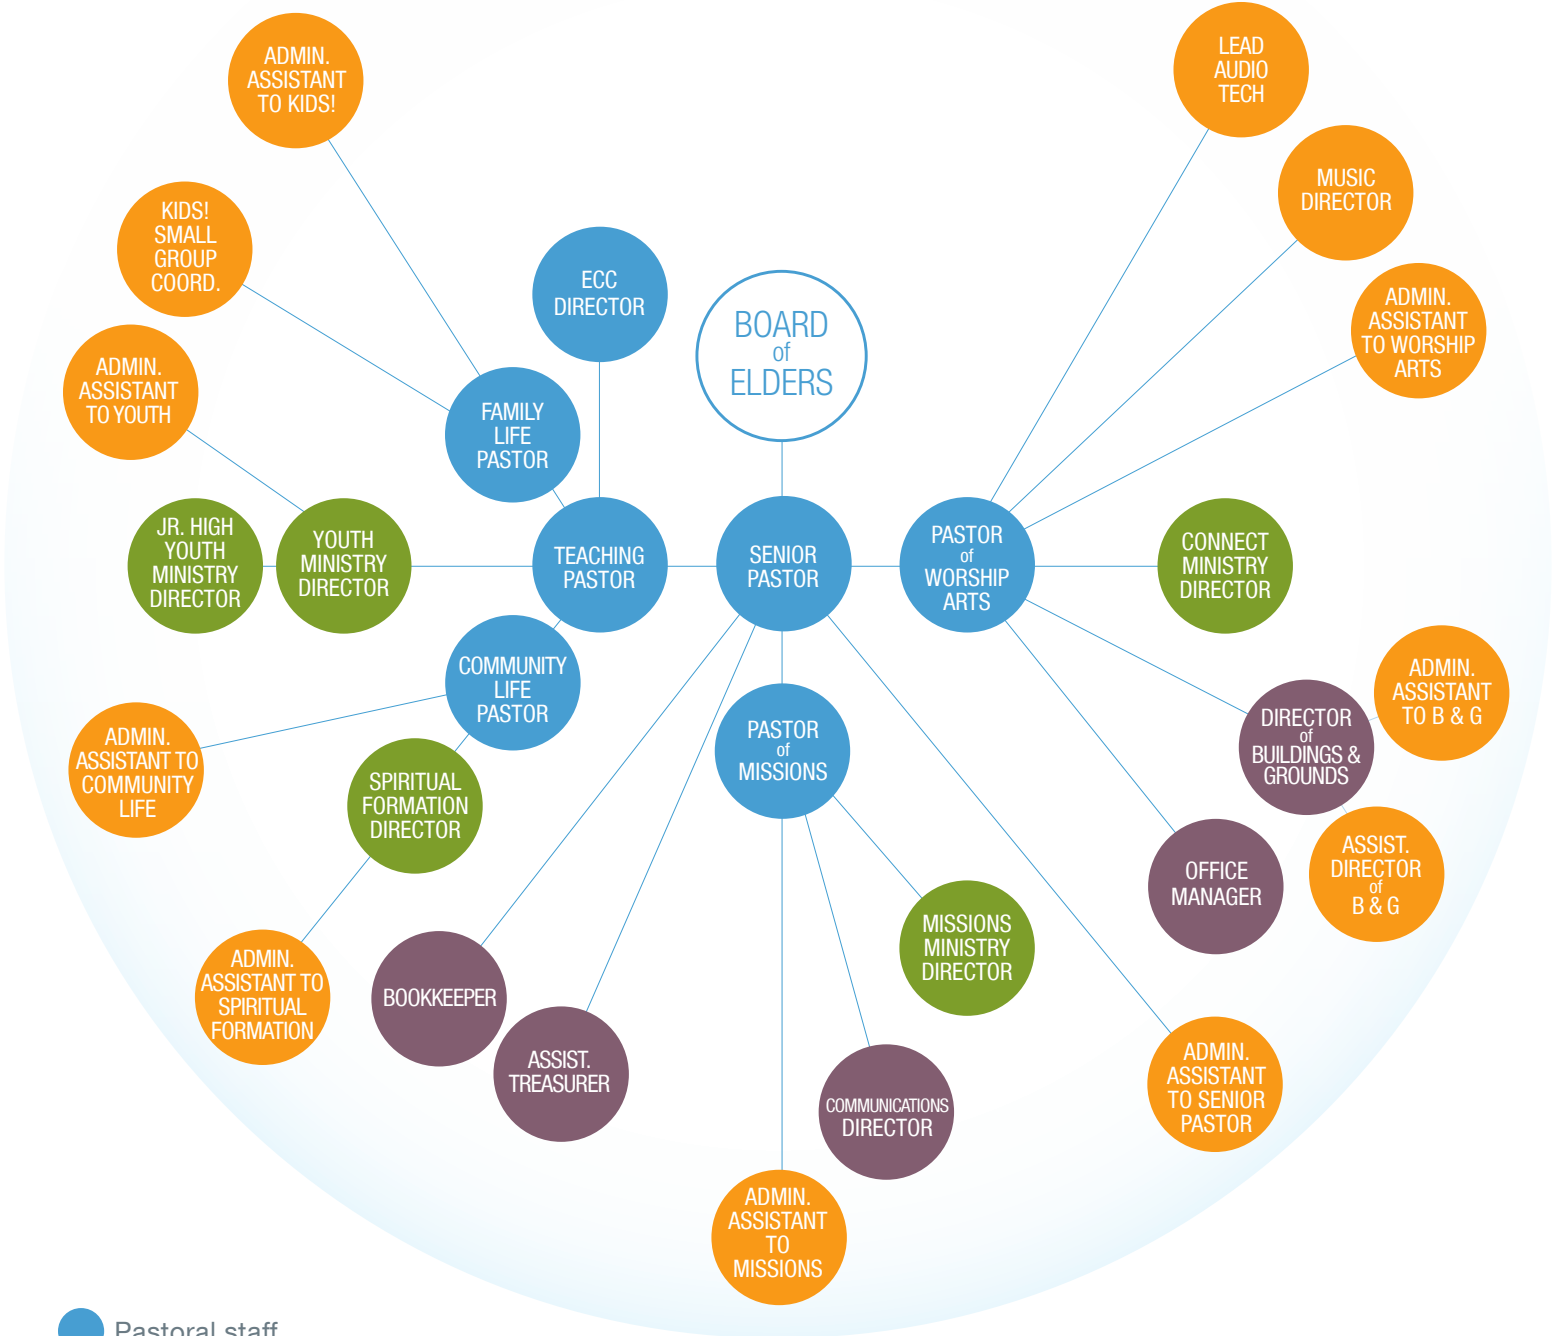 ADMIN.
ASSISTANT
TO KIDS!
LEAD
AUDIO
TECH
MUSIC
DIRECTOR
KIDS!
SMALL
GROUP
COORD.
ECC
DIRECTOR
BOARD
of
ELDERS
ADMIN.
ASSISTANT
TO WORSHIP
ARTS
ADMIN.
ASSISTANT
TO YOUTH
FAMILY
LIFE
PASTOR
JR. HIGH
YOUTH
MINISTRY
DIRECTOR
YOUTH
MINISTRY
DIRECTOR
TEACHING
PASTOR
SENIOR
PASTOR
PASTOR
of
WORSHIP
ARTS
CONNECT
MINISTRY
DIRECTOR
COMMUNITY
LIFE
PASTOR
ADMIN.
ASSISTANT
TO B & G
ADMIN.
ASSISTANT TO
COMMUNITY
LIFE
SPIRITUAL
FORMATION
DIRECTOR
PASTOR
of
MISSIONS
DIRECTOR
of
BUILDINGS &
GROUNDS
OFFICE
MANAGER
ASSIST.
DIRECTOR
of
B & G
MISSIONS
MINISTRY
DIRECTOR
ADMIN.
ASSISTANT TO
SPIRITUAL
FORMATION
BOOKKEEPER
ASSIST.
TREASURER
COMMUNICATIONS
DIRECTOR
ADMIN.
ASSISTANT
TO SENIOR
PASTOR
ADMIN.
ASSISTANT
TO
MISSIONS
Pastoral staff